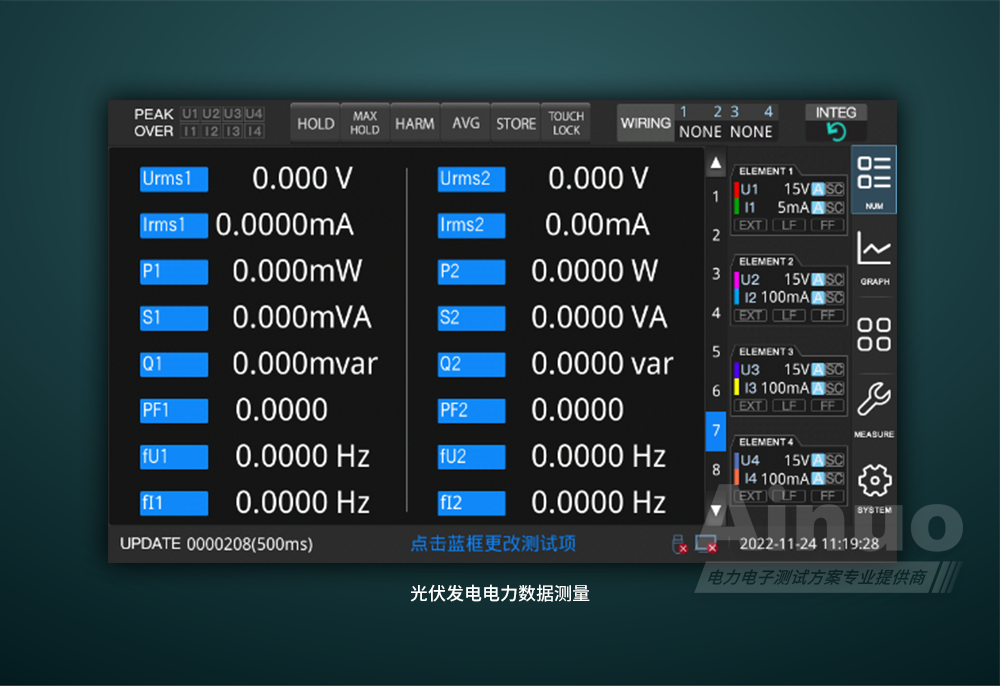 PEAK U1 U2 U3 U4
OVER I1 I2 I3 I4
HOLD
MAX
HOLD
HARM
AVG
STORE
TOUCH
LOCK
WIRING
1 2 3 4
NONE NONE
INTEG
Urms1 0.000 V
Irms1 0.0000mA
P1 0.000mW
S1 0.000mVA
Q1 0.000mvar
PF1 0.0000
fU1 0.0000 Hz
fI1 0.0000 Hz
Urms2 0.000 V
Irms2 0.00mA
P2 0.0000 W
S2 0.0000 VA
Q2 0.0000 var
PF2 0.0000
fU2 0.0000 Hz
fI2 0.0000 Hz
▲
1
2
3
4
5
6
7
8
▼
ELEMENT 1
U1 15V A SC
I1 5mA A SC
EXT LF FF
ELEMENT 2
U2 15V A SC
I2 100mA A SC
EXT LF FF
ELEMENT 3
U3 15V A SC
I3 100mA A SC
EXT LF FF
ELEMENT 4
U4 15V A SC
I4 100mA A SC
EXT LF FF
NUM
GRAPH
MEASURE
SYSTEM
UPDATE 0000208(500ms)
点击蓝框更改测试项
2022-11-24 11:19:28
Ainuo
电力电子测试方案专业提供商
光伏发电电力数据测量